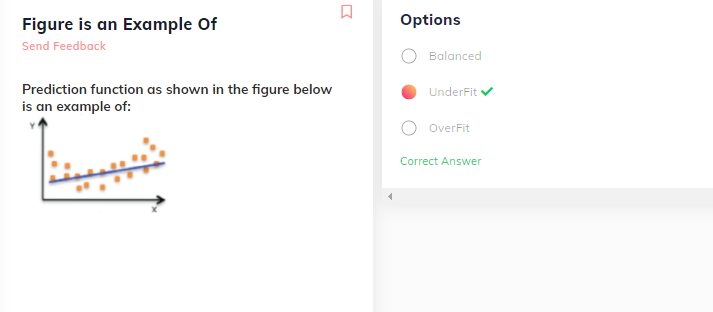 Figure is an Example Of
Send Feedback
Prediction function as shown in the figure below
is an example of:
Y
X
Options
Balanced
UnderFit
OverFit
Correct Answer